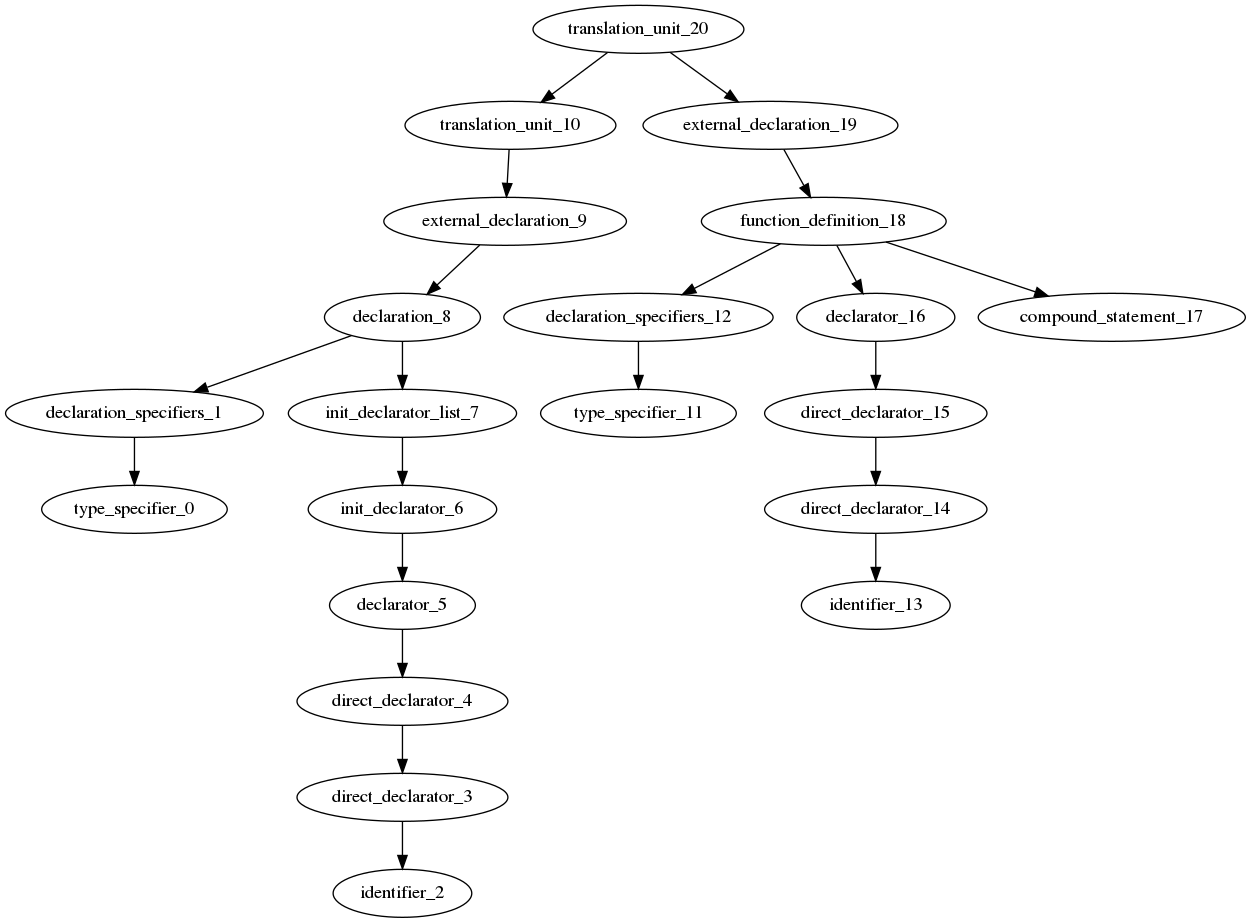 translation_unit_20
translation_unit_10
external_declaration_19
external_declaration_9
function_definition_18
declaration_8
declaration_specifiers_12
declarator_16
compound_statement_17
declaration_specifiers_1
init_declarator_list_7
type_specifier_11
direct_declarator_15
type_specifier_0
init_declarator_6
direct_declarator_14
declarator_5
identifier_13
direct_declarator_4
direct_declarator_3
identifier_2